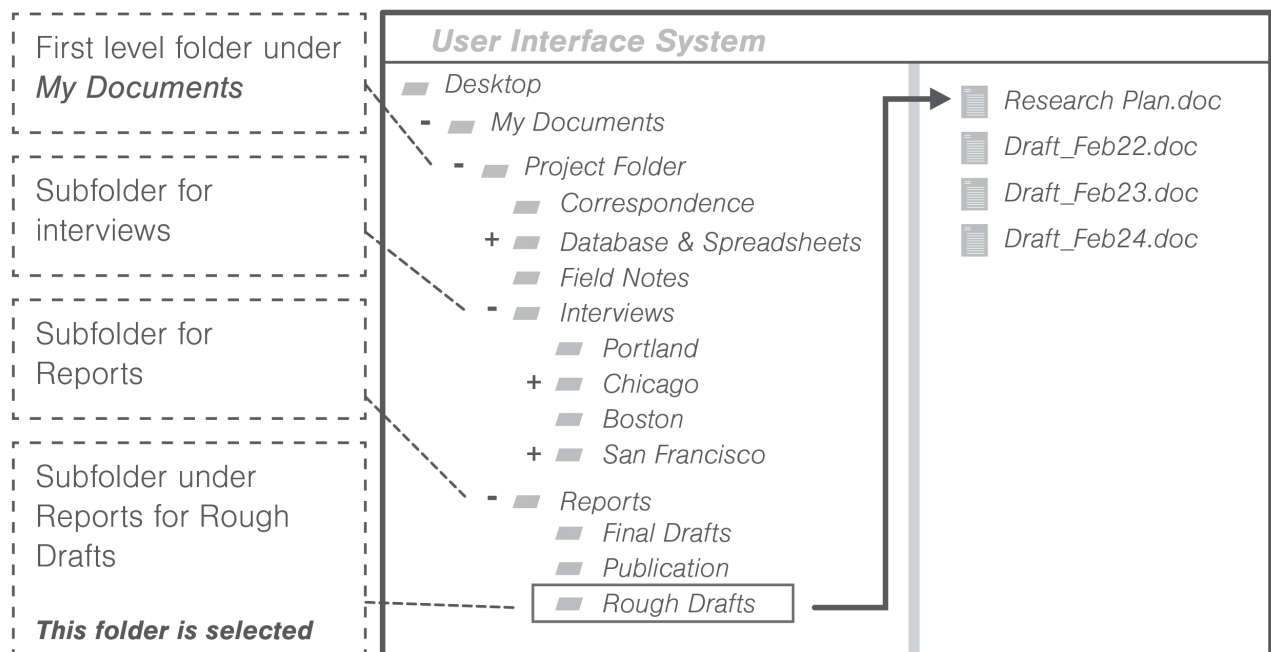 First level folder under
My Documents
Subfolder for
interviews
Subfolder for
Reports
Subfolder under
Reports for Rough
Drafts
This folder is selected
User Interface System
Desktop
- My Documents
- Project Folder
Correspondence
+ Database & Spreadsheets
Field Notes
- Interviews
Portland
+ Chicago
Boston
+ San Francisco
- Reports
Final Drafts
Publication
Rough Drafts
Research Plan.doc
Draft_Feb22.doc
Draft_Feb23.doc
Draft_Feb24.doc